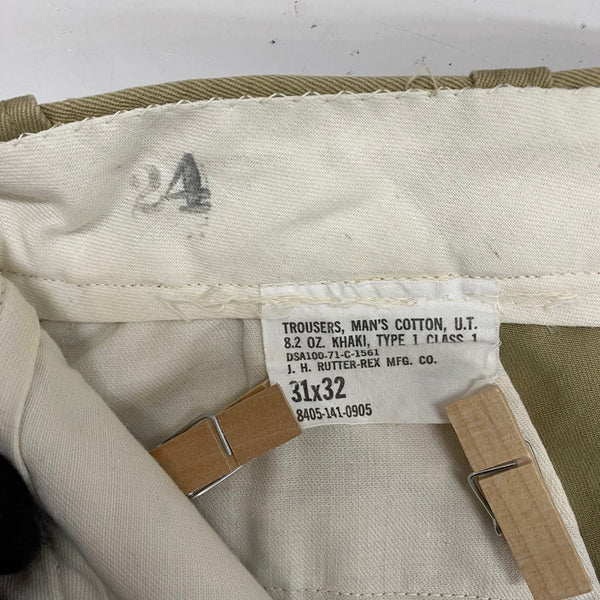 24
TROUSERS, MAN'S COTTON, U.T.
8.2 OZ. KHAKI, TYPE 1 CLASS 1
DSA100-71-C-1561
J. H. RUTTER-REX MFG. CO.
31x32
8405-141-0905